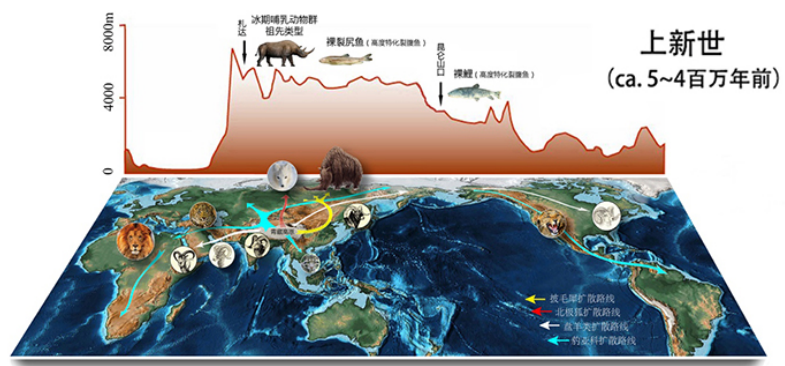 8000m
4000
0
札达
冰期哺乳动物群
祖先类型
裸裂尻鱼（高度特化裂腹鱼）
昆仑山口
裸鲤（高度特化裂腹鱼）
上新世
（ca. 5~4百万年前）
青藏高原
披毛犀扩散路线
北极狐扩散路线
盘羊类扩散路线
豹亚科扩散路线